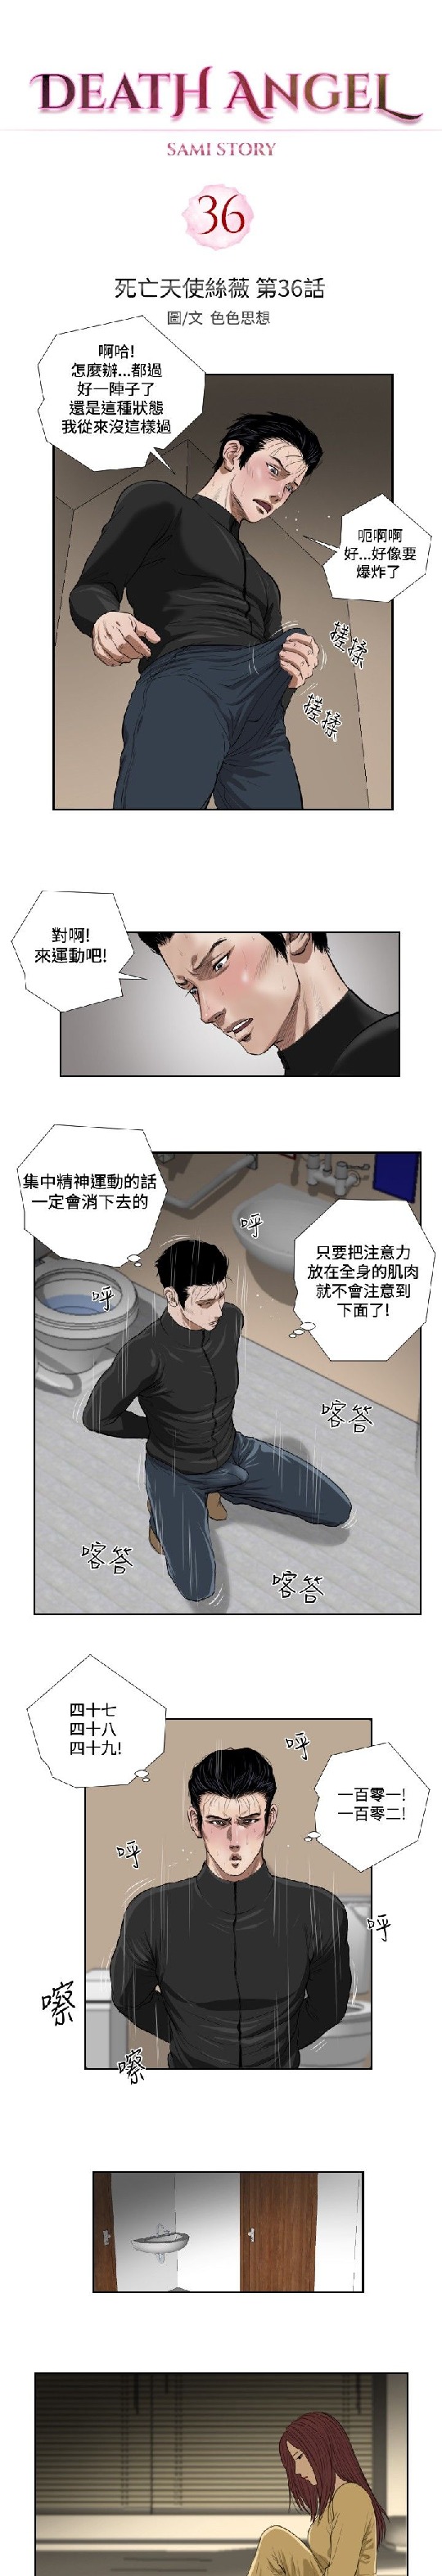 DEATH ANGEL
SAMI STORY
36
死亡天使絲薇 第36話
圖/文 色色思想
啊哈!
怎麼辦...都過
好一陣子了
還是這種狀態
我從來沒這樣過
呃啊啊
好...好像要
爆炸了
搓揉
搓揉
對啊!
來運動吧!
集中精神運動的話
一定會消下去的
呼
只要把注意力
放在全身的肌肉
就不會注意到
下面了!
呼
喀答
喀答
喀答
四十七
四十八
四十九!
呼
一百零一!
一百零二!
呼
呼
嚓
嚓